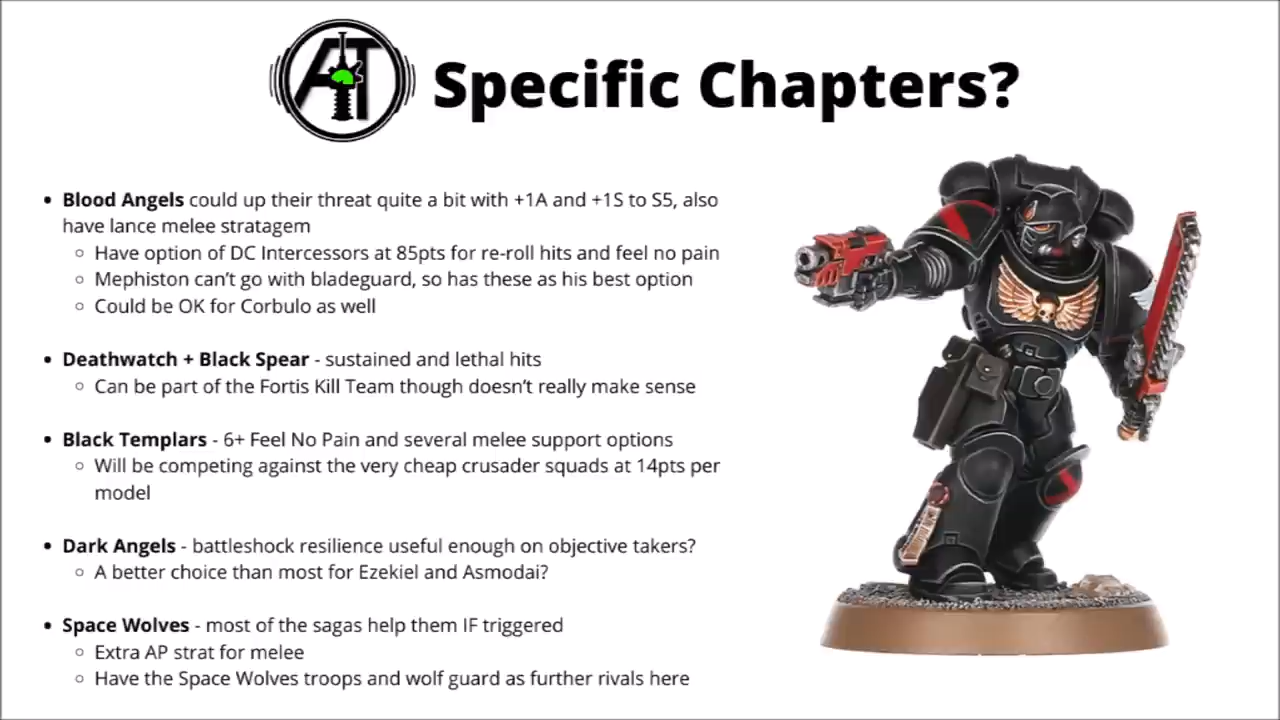 AT
Specific Chapters?
• Blood Angels could up their threat quite a bit with +1A and +1S to S5, also
have lance melee stratagem
○ Have option of DC Intercessors at 85pts for re-roll hits and feel no pain
○ Mephiston can’t go with bladeguard, so has these as his best option
○ Could be OK for Corbulo as well
• Deathwatch + Black Spear - sustained and lethal hits
○ Can be part of the Fortis Kill Team though doesn’t really make sense
• Black Templars - 6+ Feel No Pain and several melee support options
○ Will be competing against the very cheap crusader squads at 14pts per
model
• Dark Angels - battleshock resilience useful enough on objective takers?
○ A better choice than most for Ezekiel and Asmodai?
• Space Wolves - most of the sagas help them IF triggered
○ Extra AP strat for melee
○ Have the Space Wolves troops and wolf guard as further rivals here